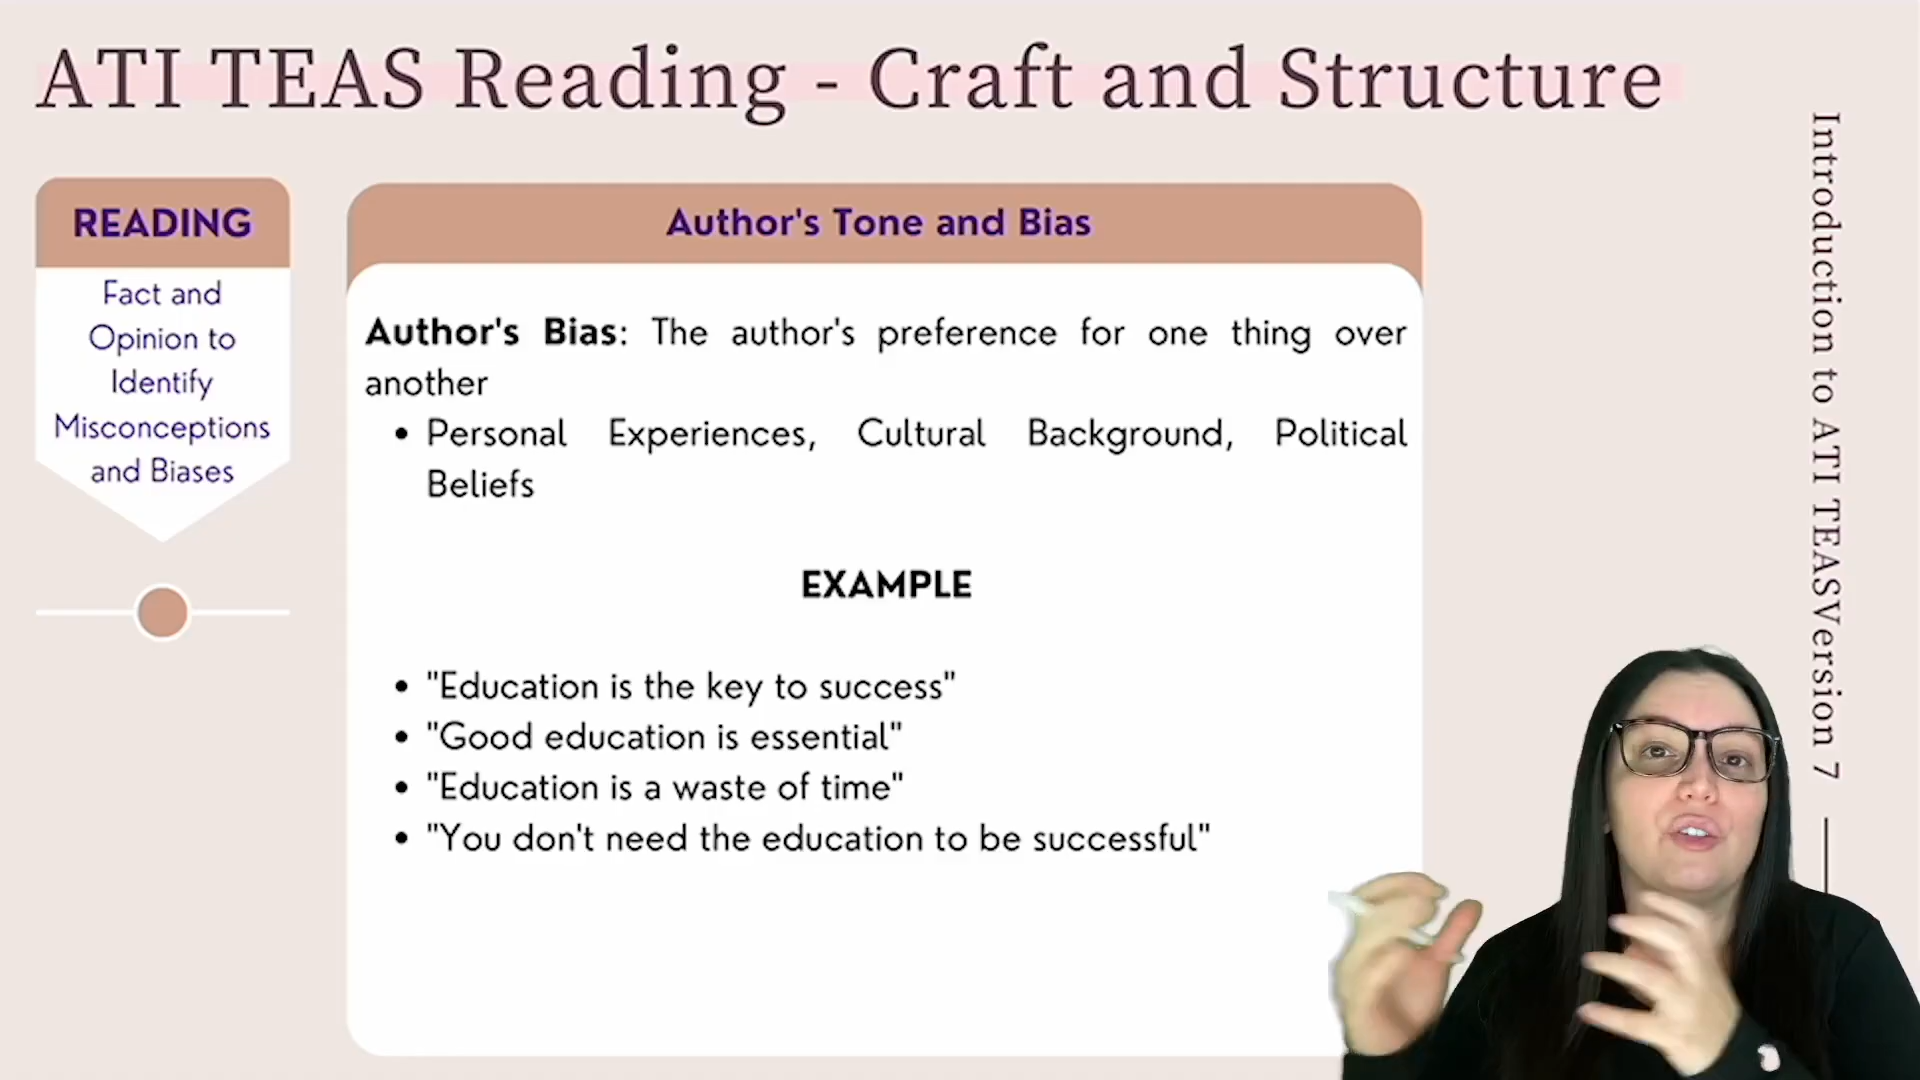 ATI TEAS Reading - Craft and Structure
READING
Fact and
Opinion to
Identify
Misconceptions
and Biases
Author's Tone and Bias
Author's Bias: The author's preference for one thing over
another
• Personal Experiences, Cultural Background, Political
Beliefs
EXAMPLE
• "Education is the key to success"
• "Good education is essential"
• "Education is a waste of time"
• "You don't need the education to be successful"
Introduction to ATI TEASVersion 7